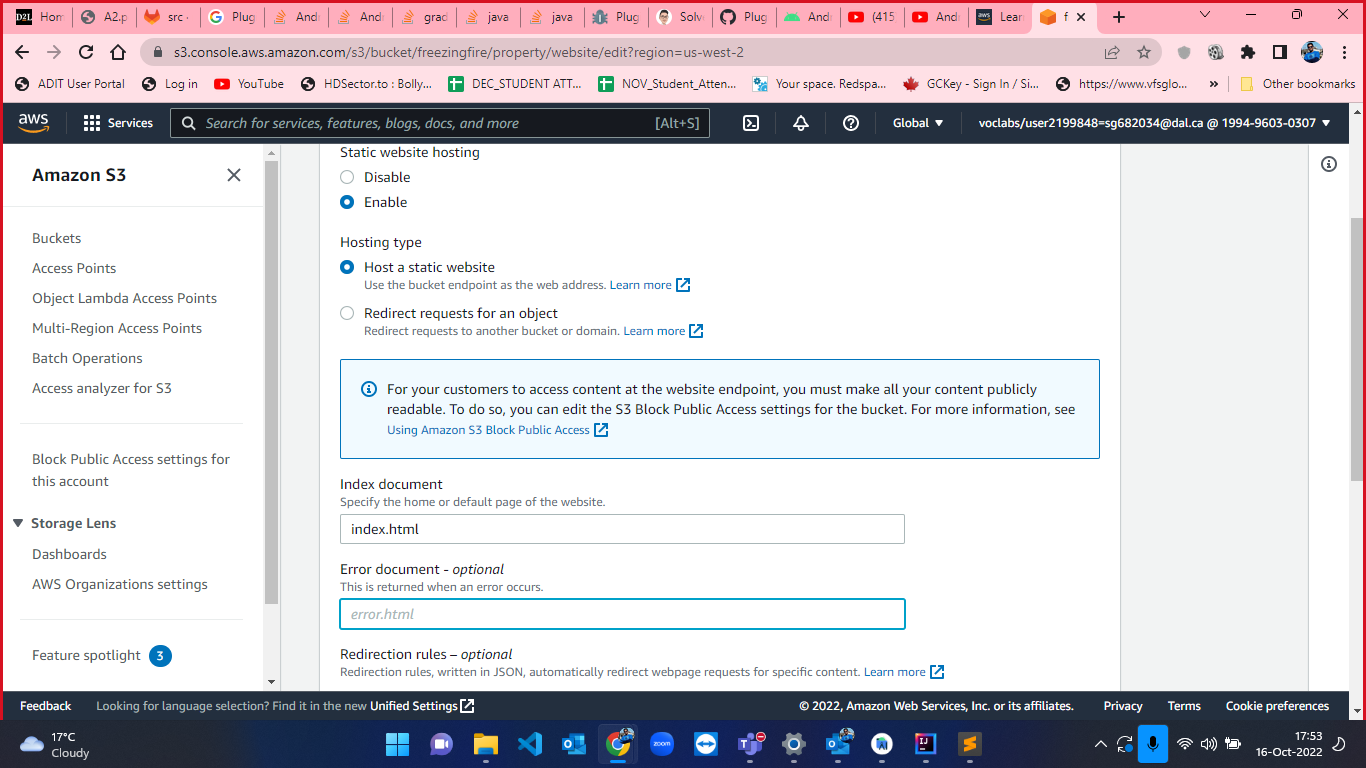 D2L Hom
A2.p
src ·
Plug
Andr
Andr
grad
java
java
Plug
Solv
Plug
Andr
(415
Andr
aws Lear
f
s3.console.aws.amazon.com/s3/bucket/freezingfire/property/website/edit?region=us-west-2
ADIT User Portal
Log in
YouTube
HDSector.to : Bolly...
DEC_STUDENT ATT...
NOV_Student_Atten...
Your space. Redspa...
GCKey - Sign In / Si...
https://www.vfsglo...
»
Other bookmarks
aws
Services
Search for services, features, blogs, docs, and more
[Alt+S]
Global
voclabs/user2199848=sg682034@dal.ca @ 1994-9603-0307
Amazon S3
Buckets
Access Points
Object Lambda Access Points
Multi-Region Access Points
Batch Operations
Access analyzer for S3
Block Public Access settings for
this account
Storage Lens
Dashboards
AWS Organizations settings
Feature spotlight 3
Static website hosting
Disable
Enable
Hosting type
Host a static website
Use the bucket endpoint as the web address. Learn more
Redirect requests for an object
Redirect requests to another bucket or domain. Learn more
For your customers to access content at the website endpoint, you must make all your content publicly
readable. To do so, you can edit the S3 Block Public Access settings for the bucket. For more information, see
Using Amazon S3 Block Public Access
Index document
Specify the home or default page of the website.
index.html
Error document - optional
This is returned when an error occurs.
error.html
Redirection rules – optional
Redirection rules, written in JSON, automatically redirect webpage requests for specific content. Learn more
Feedback
Looking for language selection? Find it in the new Unified Settings
© 2022, Amazon Web Services, Inc. or its affiliates.
Privacy
Terms
Cookie preferences
17°C
Cloudy
zoom
17:53
16-Oct-2022